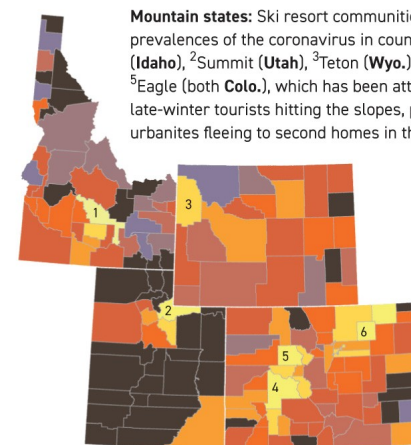 Mountain states: Ski resort communiti
prevalences of the coronavirus in coun
(Idaho), ²Summit (Utah), ³Teton (Wyo.)
⁵Eagle (both Colo.), which has been att
late-winter tourists hitting the slopes, p
urbanites fleeing to second homes in th
1
3
2
6
5
4